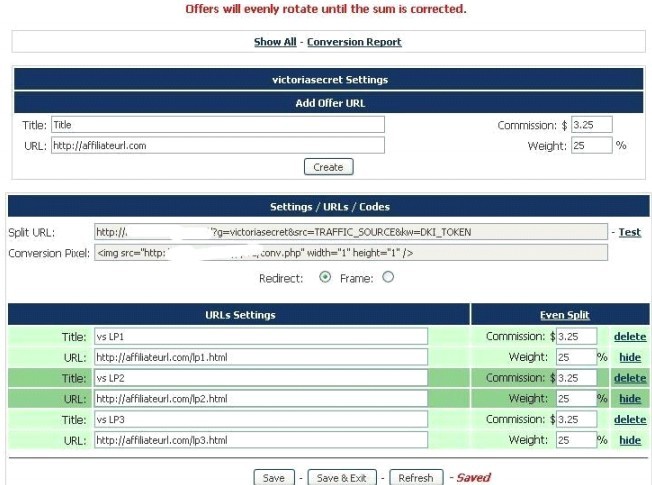 Offers will evenly rotate until the sum is corrected.
Show All - Conversion Report
victoriasecret Settings
Add Offer URL
Title: Title Commission: $ 3.25
URL: http://affiliateurl.com Weight: 25 %
Create
Settings / URLs / Codes
Split URL: http://. ?g=victoriasecret&src=TRAFFIC_SOURCE&kw=DKI_TOKEN - Test
Conversion Pixel: <img src="http: /conv.php" width="1" height="1" />
Redirect: Frame:
URLs Settings Even Split
Title: vs LP1 Commission: $ 3.25 delete
URL: http://affiliateurl.com/lp1.html Weight: 25 % hide
Title: vs LP2 Commission: $ 3.25 delete
URL: http://affiliateurl.com/lp2.html Weight: 25 % hide
Title: vs LP3 Commission: $ 3.25 delete
URL: http://affiliateurl.com/lp3.html Weight: 25 % hide
Save - Save & Exit - Refresh - Saved